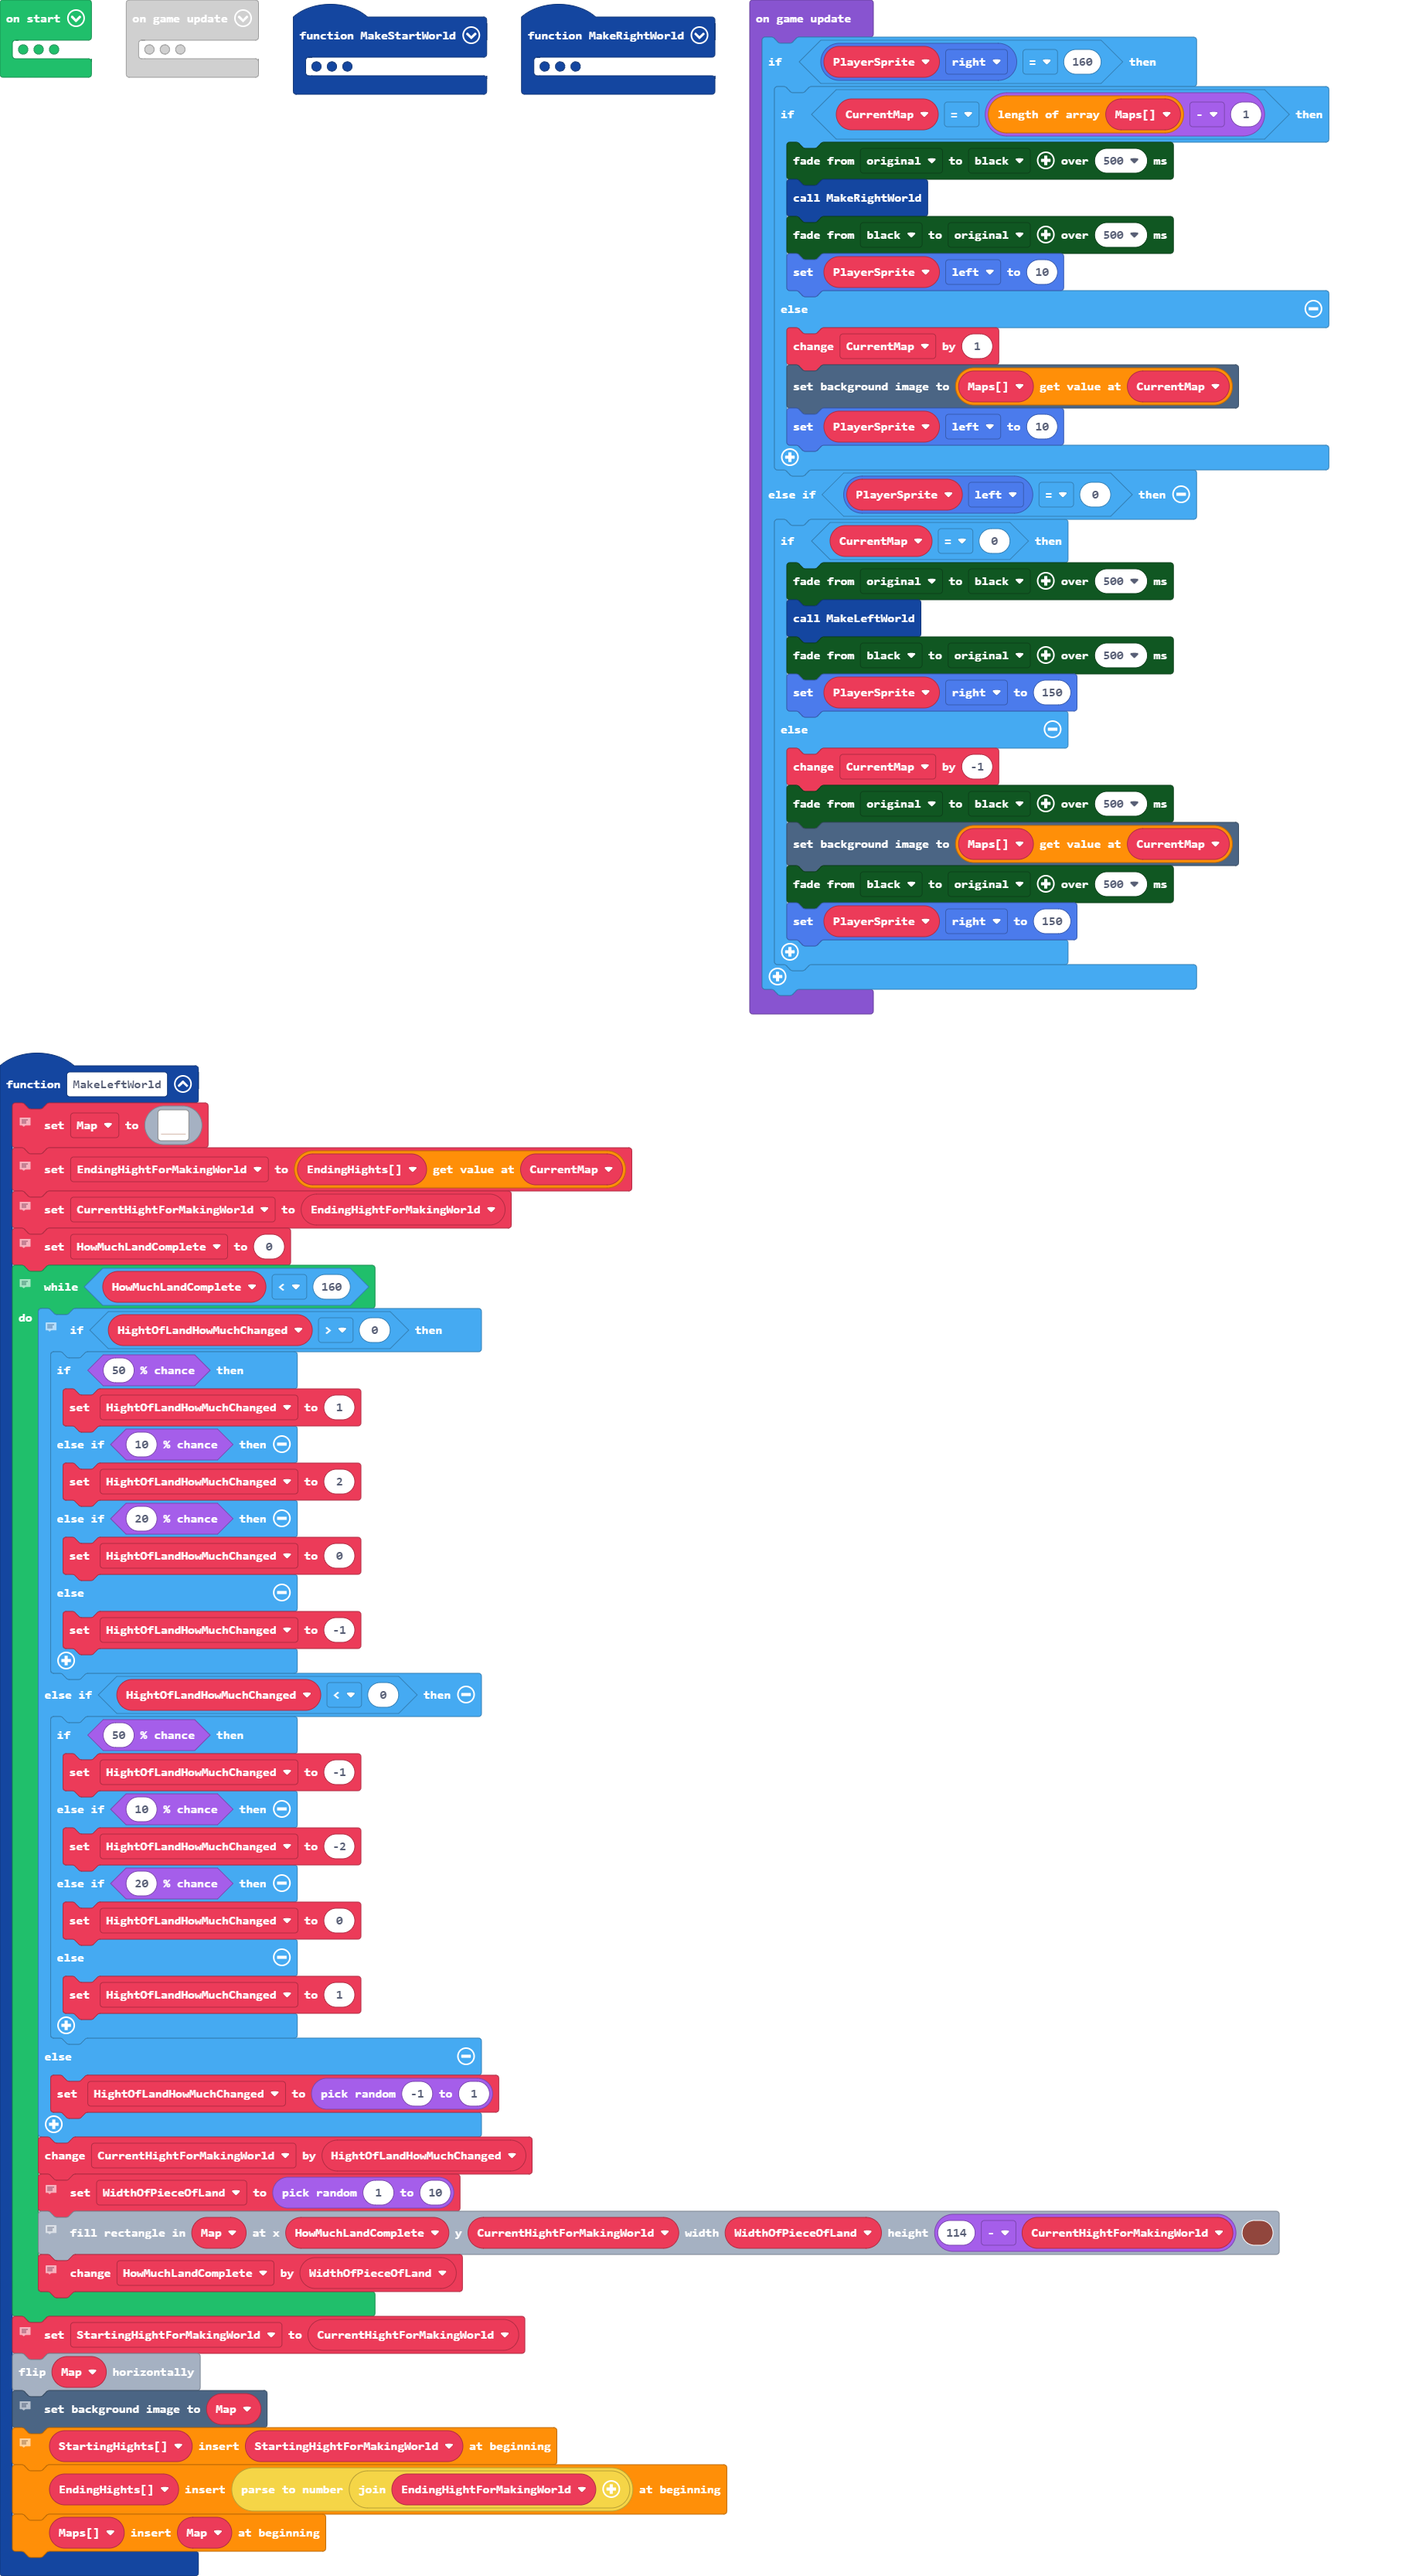 on start
on game update
function MakeStartWorld
function MakeRightWorld
on game update
if PlayerSprite right = 160 then
if CurrentMap = length of array Maps[] - 1 then
fade from original to black over 500 ms
call MakeRightWorld
fade from black to original over 500 ms
set PlayerSprite left to 10
else
change CurrentMap by 1
set background image to Maps[] get value at CurrentMap
set PlayerSprite left to 10
else if PlayerSprite left = 0 then
if CurrentMap = 0 then
fade from original to black over 500 ms
call MakeLeftWorld
fade from black to original over 500 ms
set PlayerSprite right to 150
else
change CurrentMap by -1
fade from original to black over 500 ms
set background image to Maps[] get value at CurrentMap
fade from black to original over 500 ms
set PlayerSprite right to 150
function MakeLeftWorld
set Map to
set EndingHightForMakingWorld to EndingHights[] get value at CurrentMap
set CurrentHightForMakingWorld to EndingHightForMakingWorld
set HowMuchLandComplete to 0
while HowMuchLandComplete < 160
do
if HightOfLandHowMuchChanged > 0 then
if 50 % chance then
set HightOfLandHowMuchChanged to 1
else if 10 % chance then
set HightOfLandHowMuchChanged to 2
else if 20 % chance then
set HightOfLandHowMuchChanged to 0
else
set HightOfLandHowMuchChanged to -1
else if HightOfLandHowMuchChanged < 0 then
if 50 % chance then
set HightOfLandHowMuchChanged to -1
else if 10 % chance then
set HightOfLandHowMuchChanged to -2
else if 20 % chance then
set HightOfLandHowMuchChanged to 0
else
set HightOfLandHowMuchChanged to 1
else
set HightOfLandHowMuchChanged to pick random -1 to 1
change CurrentHightForMakingWorld by HightOfLandHowMuchChanged
set WidthOfPieceOfLand to pick random 1 to 10
fill rectangle in Map at x HowMuchLandComplete y CurrentHightForMakingWorld width WidthOfPieceOfLand height 114 - CurrentHightForMakingWorld
change HowMuchLandComplete by WidthOfPieceOfLand
set StartingHightForMakingWorld to CurrentHightForMakingWorld
flip Map horizontally
set background image to Map
StartingHights[] insert StartingHightForMakingWorld at beginning
EndingHights[] insert parse to number join EndingHightForMakingWorld at beginning
Maps[] insert Map at beginning